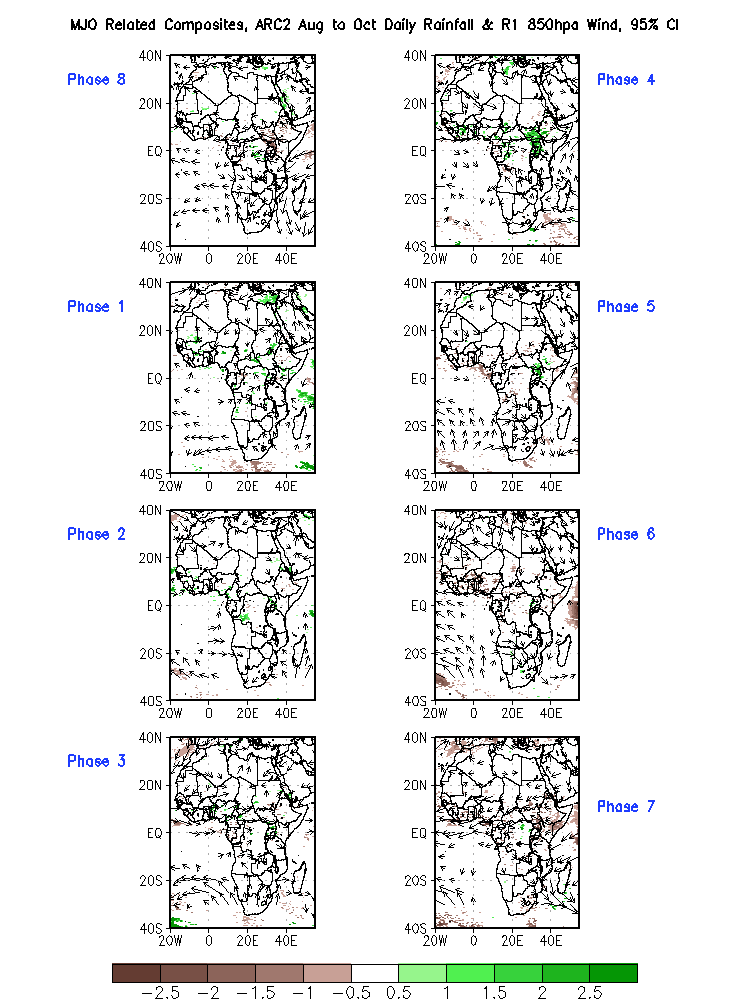 MJO Related Composites, ARC2 Aug to Oct Daily Rainfall & R1 850hpa Wind, 95% CI
Phase 8
40N
20N
EQ
20S
40S
20W 0 20E 40E
Phase 4
40N
20N
EQ
20S
40S
20W 0 20E 40E
Phase 1
40N
20N
EQ
20S
40S
20W 0 20E 40E
Phase 5
40N
20N
EQ
20S
40S
20W 0 20E 40E
Phase 2
40N
20N
EQ
20S
40S
20W 0 20E 40E
Phase 6
40N
20N
EQ
20S
40S
20W 0 20E 40E
Phase 3
40N
20N
EQ
20S
40S
20W 0 20E 40E
Phase 7
40N
20N
EQ
20S
40S
20W 0 20E 40E
-2.5 -2 -1.5 -1 -0.5 0.5 1 1.5 2 2.5